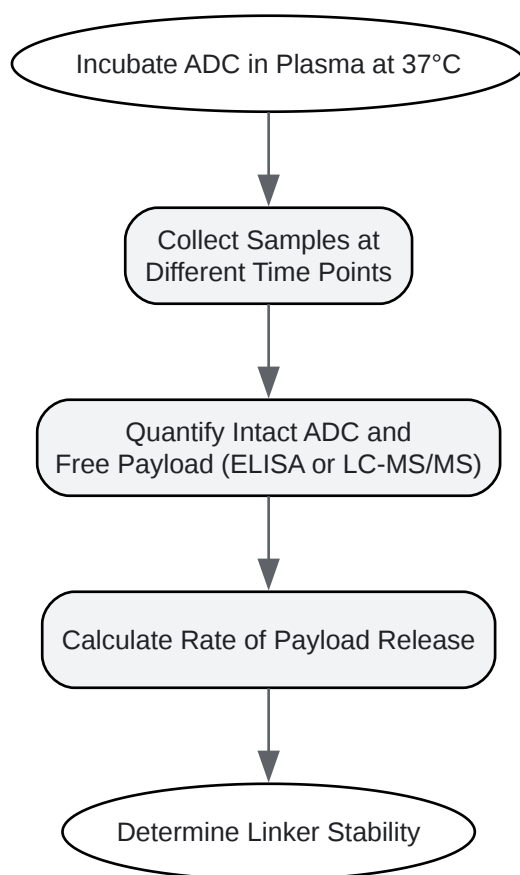 Incubate ADC in Plasma at 37°C
Collect Samples at
Different Time Points
Quantify Intact ADC and
Free Payload (ELISA or LC-MS/MS)
Calculate Rate of Payload Release
Determine Linker Stability